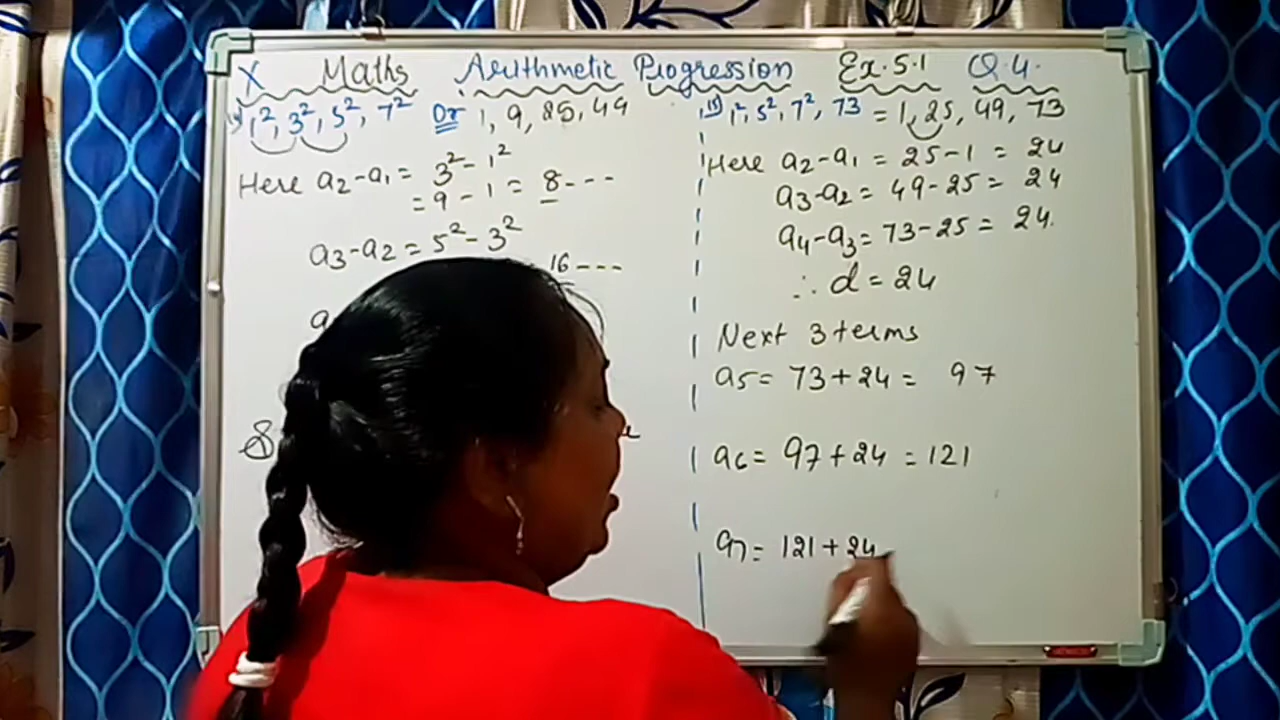 X Maths Arithmetic Progression Ex.5.1 Q.4.
1², 3², 5², 7² Or 1, 9, 25, 49
Here a2-a1 = 3² - 1²
= 9 - 1 = 8---
a3-a2 = 5² - 3²
16---
1², 5², 7², 73 = 1, 25, 49, 73
Here a2-a1 = 25-1 = 24
a3-a2 = 49-25 = 24
a4-a3 = 73-25 = 24.
∴ d = 24
Next 3 terms
a5 = 73+24 = 97
a6 = 97+24 = 121
a7 = 121+24